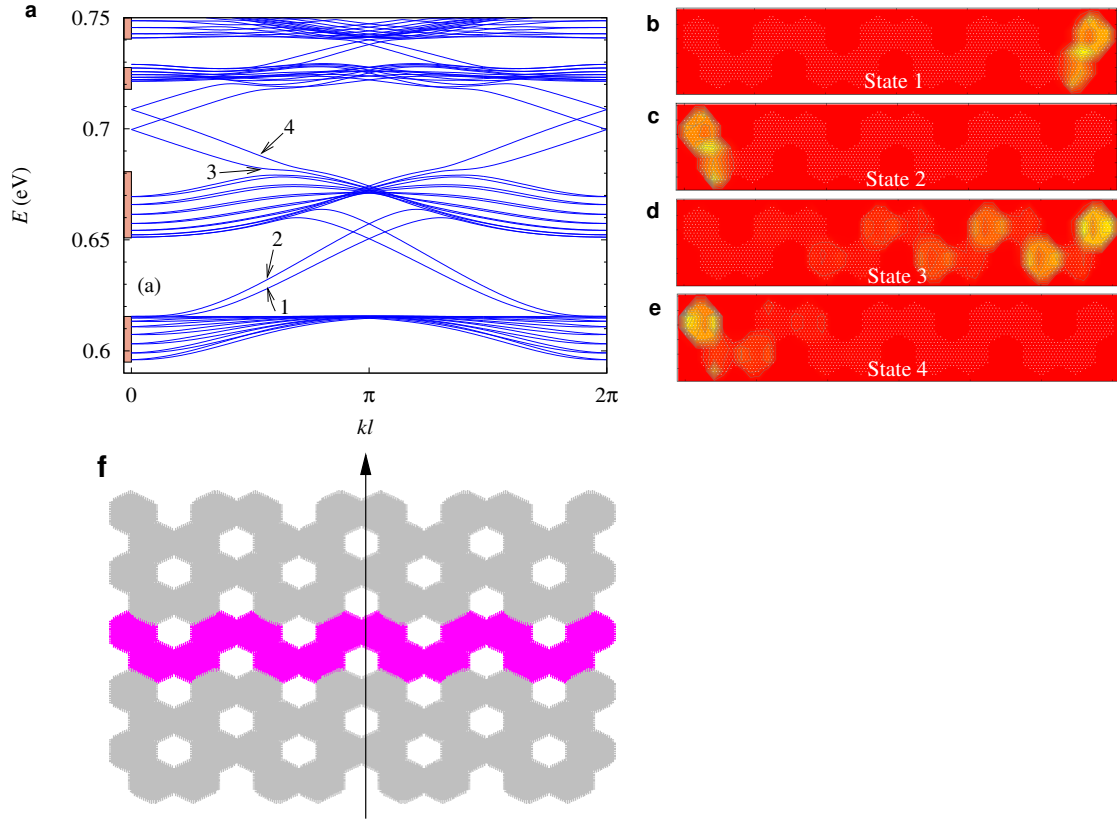 a
0.75
0.7
0.65
0.6
E (eV)
4
3
2
1
(a)
0
π
2π
kl
b
State 1
c
State 2
d
State 3
e
State 4
f